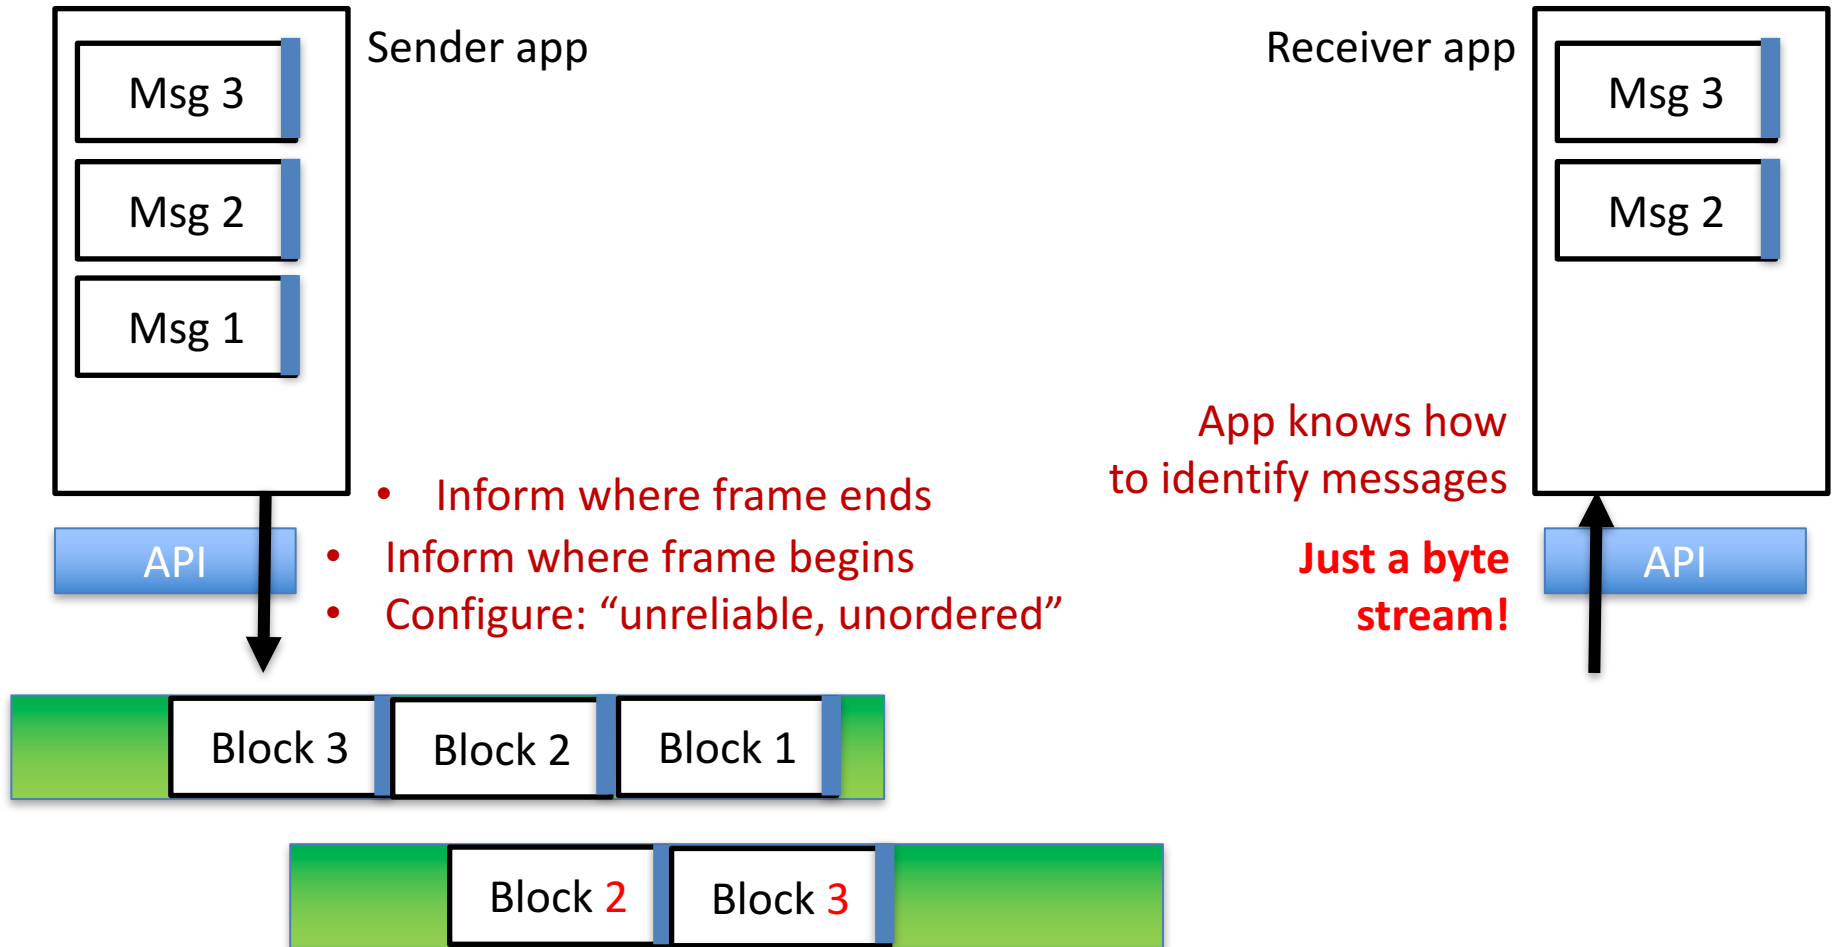 Sender app
Msg 3
Msg 2
Msg 1
API
• Inform where frame ends
• Inform where frame begins
• Configure: “unreliable, unordered”
Receiver app
Msg 3
Msg 2
App knows how
to identify messages
Just a byte
stream!
API
Block 3
Block 2
Block 1
Block 2
Block 3